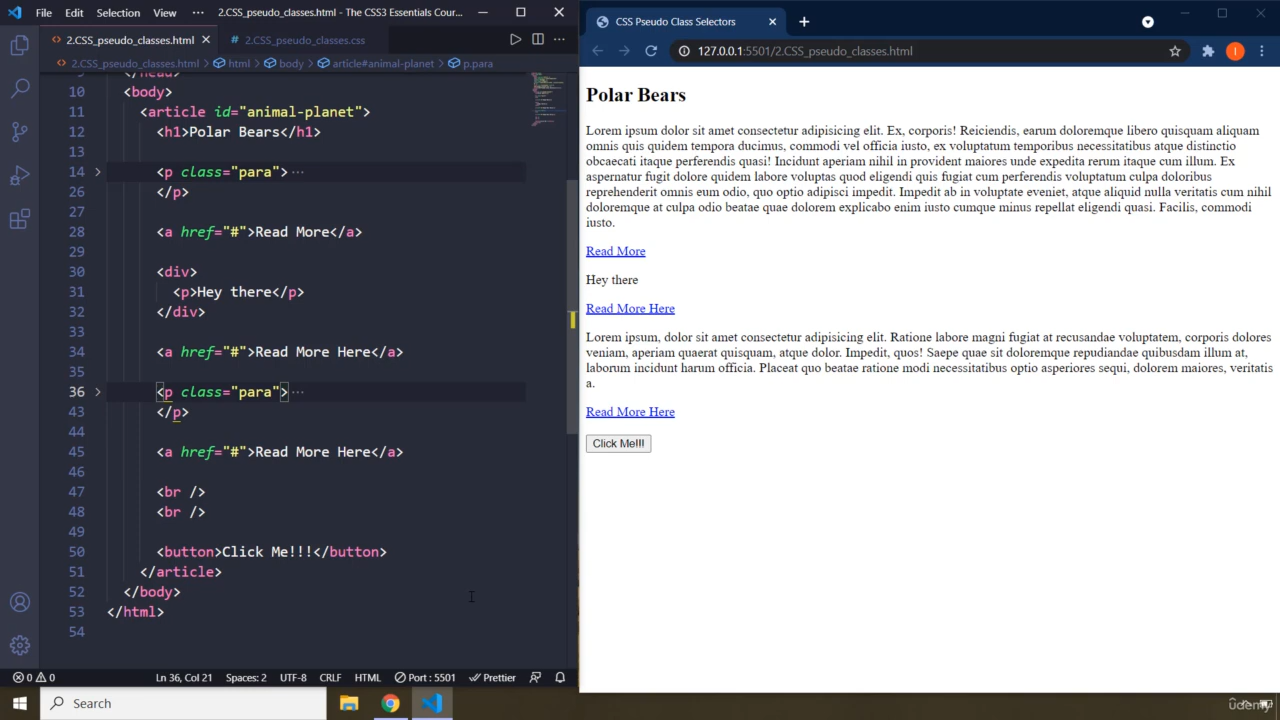 File Edit Selection View ··· 2.CSS_pseudo_classes.html - The CSS3 Essentials Cour...
2.CSS_pseudo_classes.html
# 2.CSS_pseudo_classes.css
2.CSS_pseudo_classes.html > html > body > article#animal-planet > p.para
</head>
10 <body>
11 <article id="animal-planet">
12 <h1>Polar Bears</h1>
13
14 <p class="para">···
26 </p>
27
28 <a href="#">Read More</a>
29
30 <div>
31 <p>Hey there</p>
32 </div>
33
34 <a href="#">Read More Here</a>
35
36 <p class="para">···
43 </p>
44
45 <a href="#">Read More Here</a>
46
47 <br />
48 <br />
49
50 <button>Click Me!!!</button>
51 </article>
52 </body>
53 </html>
54
0 0 Ln 36, Col 21 Spaces: 2 UTF-8 CRLF HTML Port : 5501 Prettier
Search
CSS Pseudo Class Selectors
127.0.0.1:5501/2.CSS_pseudo_classes.html
I
Polar Bears
Lorem ipsum dolor sit amet consectetur adipisicing elit. Ex, corporis! Reiciendis, earum doloremque libero quisquam aliquam
omnis quis quidem tempora ducimus, commodi vel officia iusto, ex voluptatum temporibus necessitatibus atque distinctio
obcaecati itaque perferendis quasi! Incidunt aperiam nihil in provident maiores unde expedita rerum itaque cum illum. Ex
aspernatur fugit dolore quidem labore voluptas quod eligendi quis fugiat cum perferendis voluptatum culpa doloribus
reprehenderit omnis eum odio, quo optio adipisci impedit. Impedit ab in voluptate eveniet, atque aliquid nulla veritatis cum nihil
doloremque at culpa odio beatae quae dolorem explicabo enim iusto cumque minus repellat eligendi quasi. Facilis, commodi
iusto.
Read More
Hey there
Read More Here
Lorem ipsum, dolor sit amet consectetur adipisicing elit. Ratione labore magni fugiat at recusandae voluptatem, corporis dolores
veniam, aperiam quaerat quisquam, atque dolor. Impedit, quos! Saepe quae sit doloremque repudiandae quibusdam illum at,
laborum incidunt harum officia. Placeat quo beatae ratione modi necessitatibus optio asperiores sequi, dolorem maiores, veritatis
a.
Read More Here
Click Me!!!
ûdemy